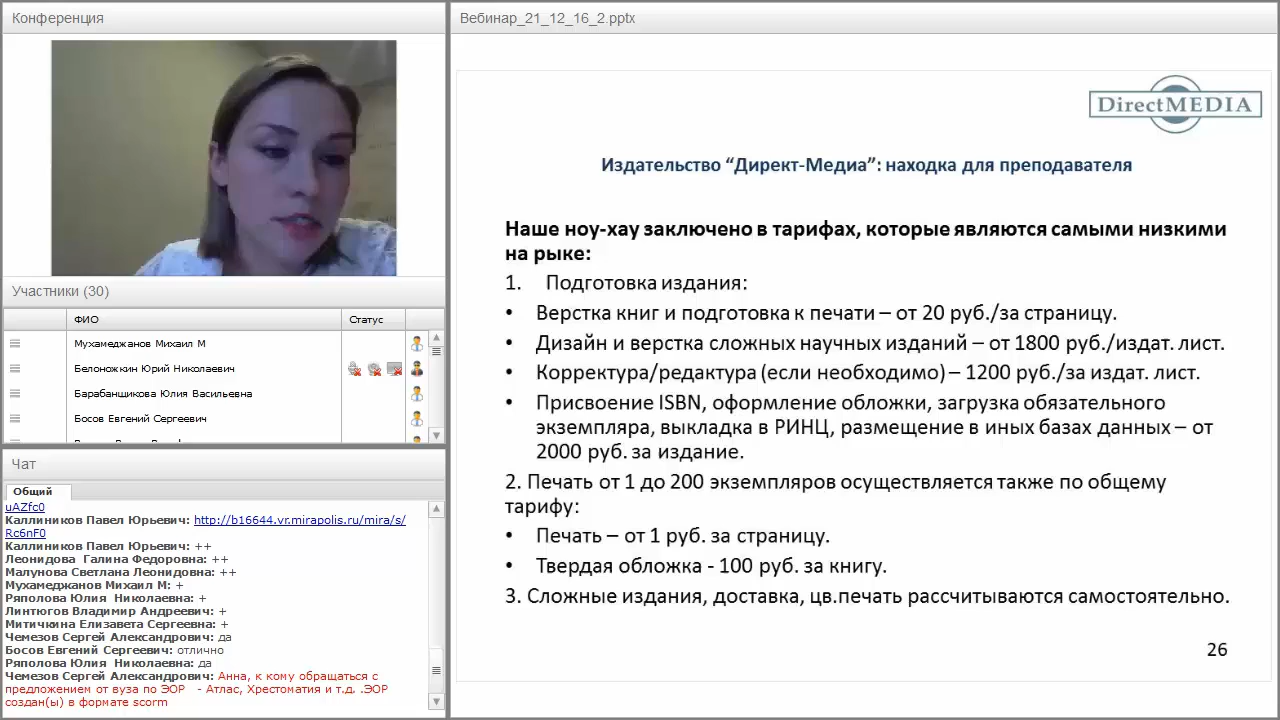 Конференция
Участники (30)
ФИО
Статус
Мухамеджанов Михаил М
Белоножкин Юрий Николаевич
Барабанщикова Юлия Васильевна
Босов Евгений Сергеевич
Чат
Общий
uAZfc0
Каллиников Павел Юрьевич: http://b16644.vr.mirapolis.ru/mira/s/
Rc6nF0
Каллиников Павел Юрьевич: ++
Леонидова Галина Федоровна: ++
Малунова Светлана Леонидовна: ++
Мухамеджанов Михаил М: +
Ряполова Юлия Николаевна: +
Линтюгов Владимир Андреевич: +
Митичкина Елизавета Сергеевна: +
Чемезов Сергей Александрович: да
Босов Евгений Сергеевич: отлично
Ряполова Юлия Николаевна: да
Чемезов Сергей Александрович: Анна, к кому обращаться с
предложением от вуза по ЭОР - Атлас, Хрестоматия и т.д. .ЭОР
создан(ы) в формате scorm
Вебинар_21_12_16_2.pptx
DirectMEDIA
Издательство “Директ-Медиа”: находка для преподавателя
Наше ноу-хау заключено в тарифах, которые являются самыми низкими
на рыке:
1. Подготовка издания:
• Верстка книг и подготовка к печати – от 20 руб./за страницу.
• Дизайн и верстка сложных научных изданий – от 1800 руб./издат. лист.
• Корректура/редактура (если необходимо) – 1200 руб./за издат. лист.
• Присвоение ISBN, оформление обложки, загрузка обязательного
экземпляра, выкладка в РИНЦ, размещение в иных базах данных – от
2000 руб. за издание.
2. Печать от 1 до 200 экземпляров осуществляется также по общему
тарифу:
• Печать – от 1 руб. за страницу.
• Твердая обложка - 100 руб. за книгу.
3. Сложные издания, доставка, цв.печать рассчитываются самостоятельно.
26